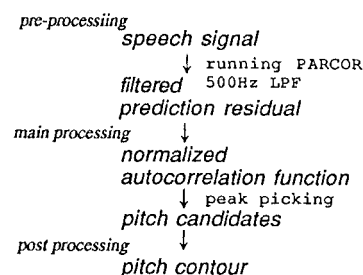 pre-processiing
speech signal
↓ running PARCOR
filtered 500Hz LPF
prediction residual
main processing ↓
normalized
autocorrelation function
↓ peak picking
pitch candidates
post processing ↓
pitch contour